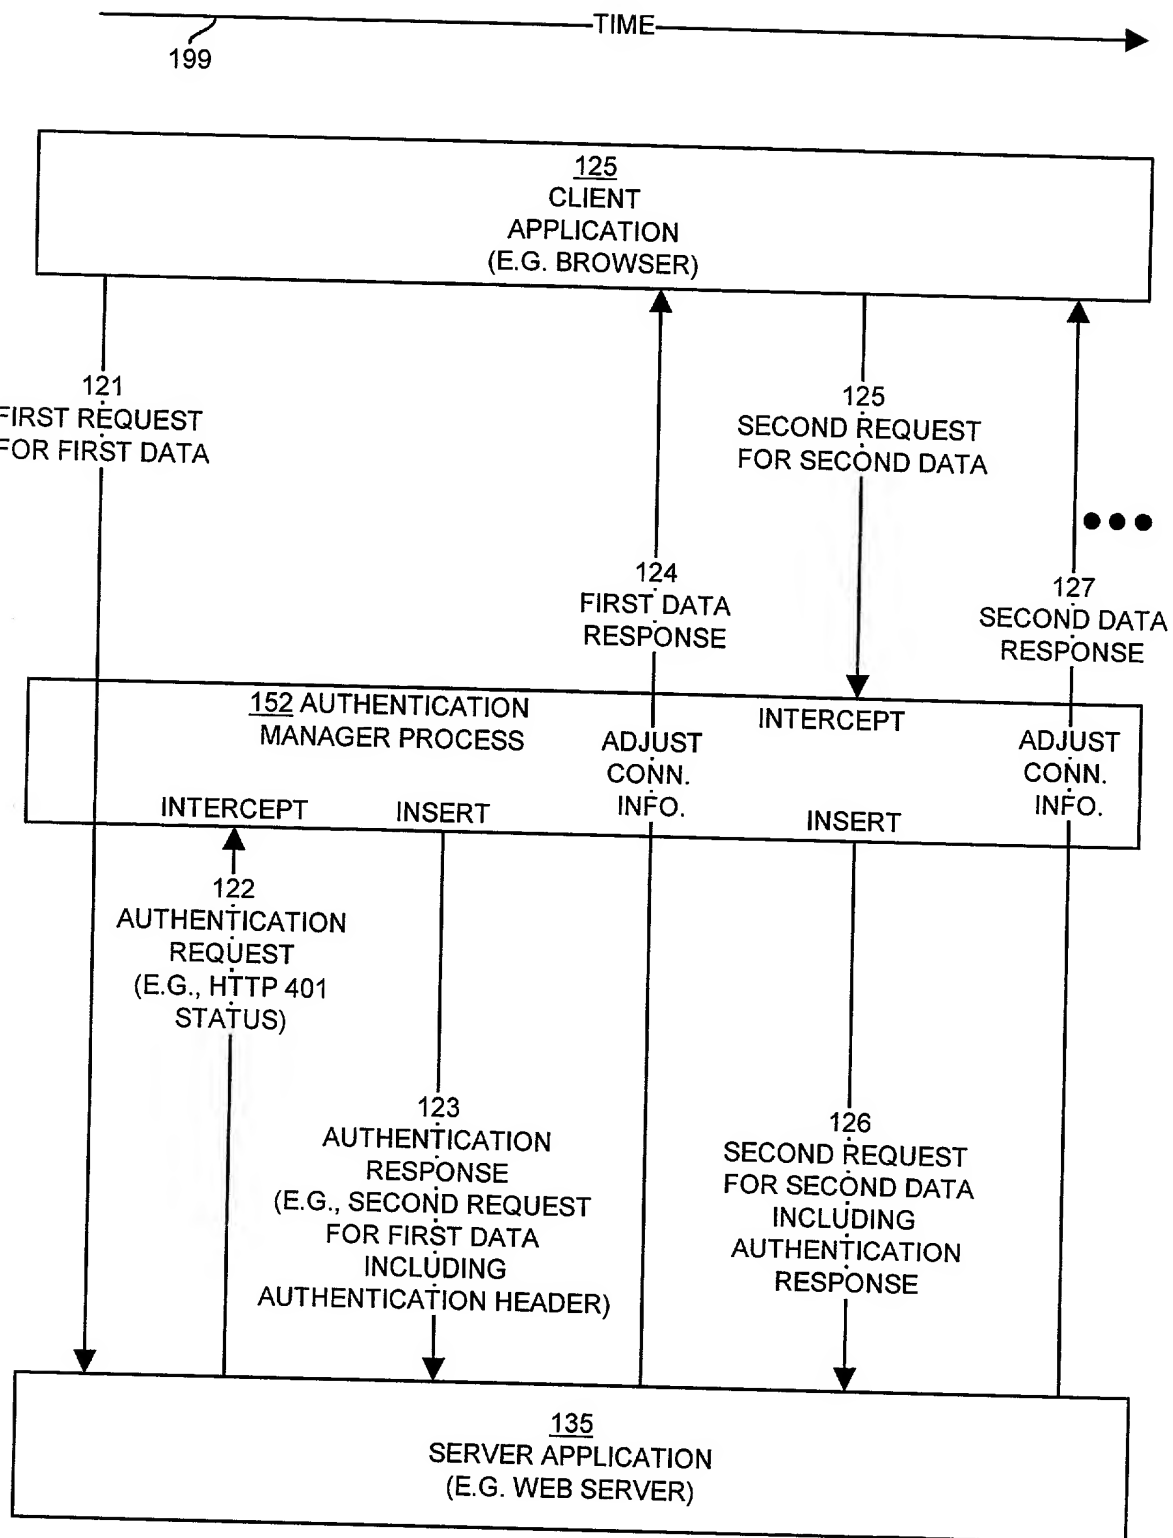 TIME
199
125
CLIENT
APPLICATION
(E.G. BROWSER)
121
FIRST REQUEST
FOR FIRST DATA
125
SECOND REQUEST
FOR SECOND DATA
124
FIRST DATA
RESPONSE
127
SECOND DATA
RESPONSE
152 AUTHENTICATION
MANAGER PROCESS
INTERCEPT
INSERT
ADJUST
CONN.
INFO.
INTERCEPT
INSERT
ADJUST
CONN.
INFO.
122
AUTHENTICATION
REQUEST
(E.G., HTTP 401
STATUS)
123
AUTHENTICATION
RESPONSE
(E.G., SECOND REQUEST
FOR FIRST DATA
INCLUDING
AUTHENTICATION HEADER)
126
SECOND REQUEST
FOR SECOND DATA
INCLUDING
AUTHENTICATION
RESPONSE
135
SERVER APPLICATION
(E.G. WEB SERVER)